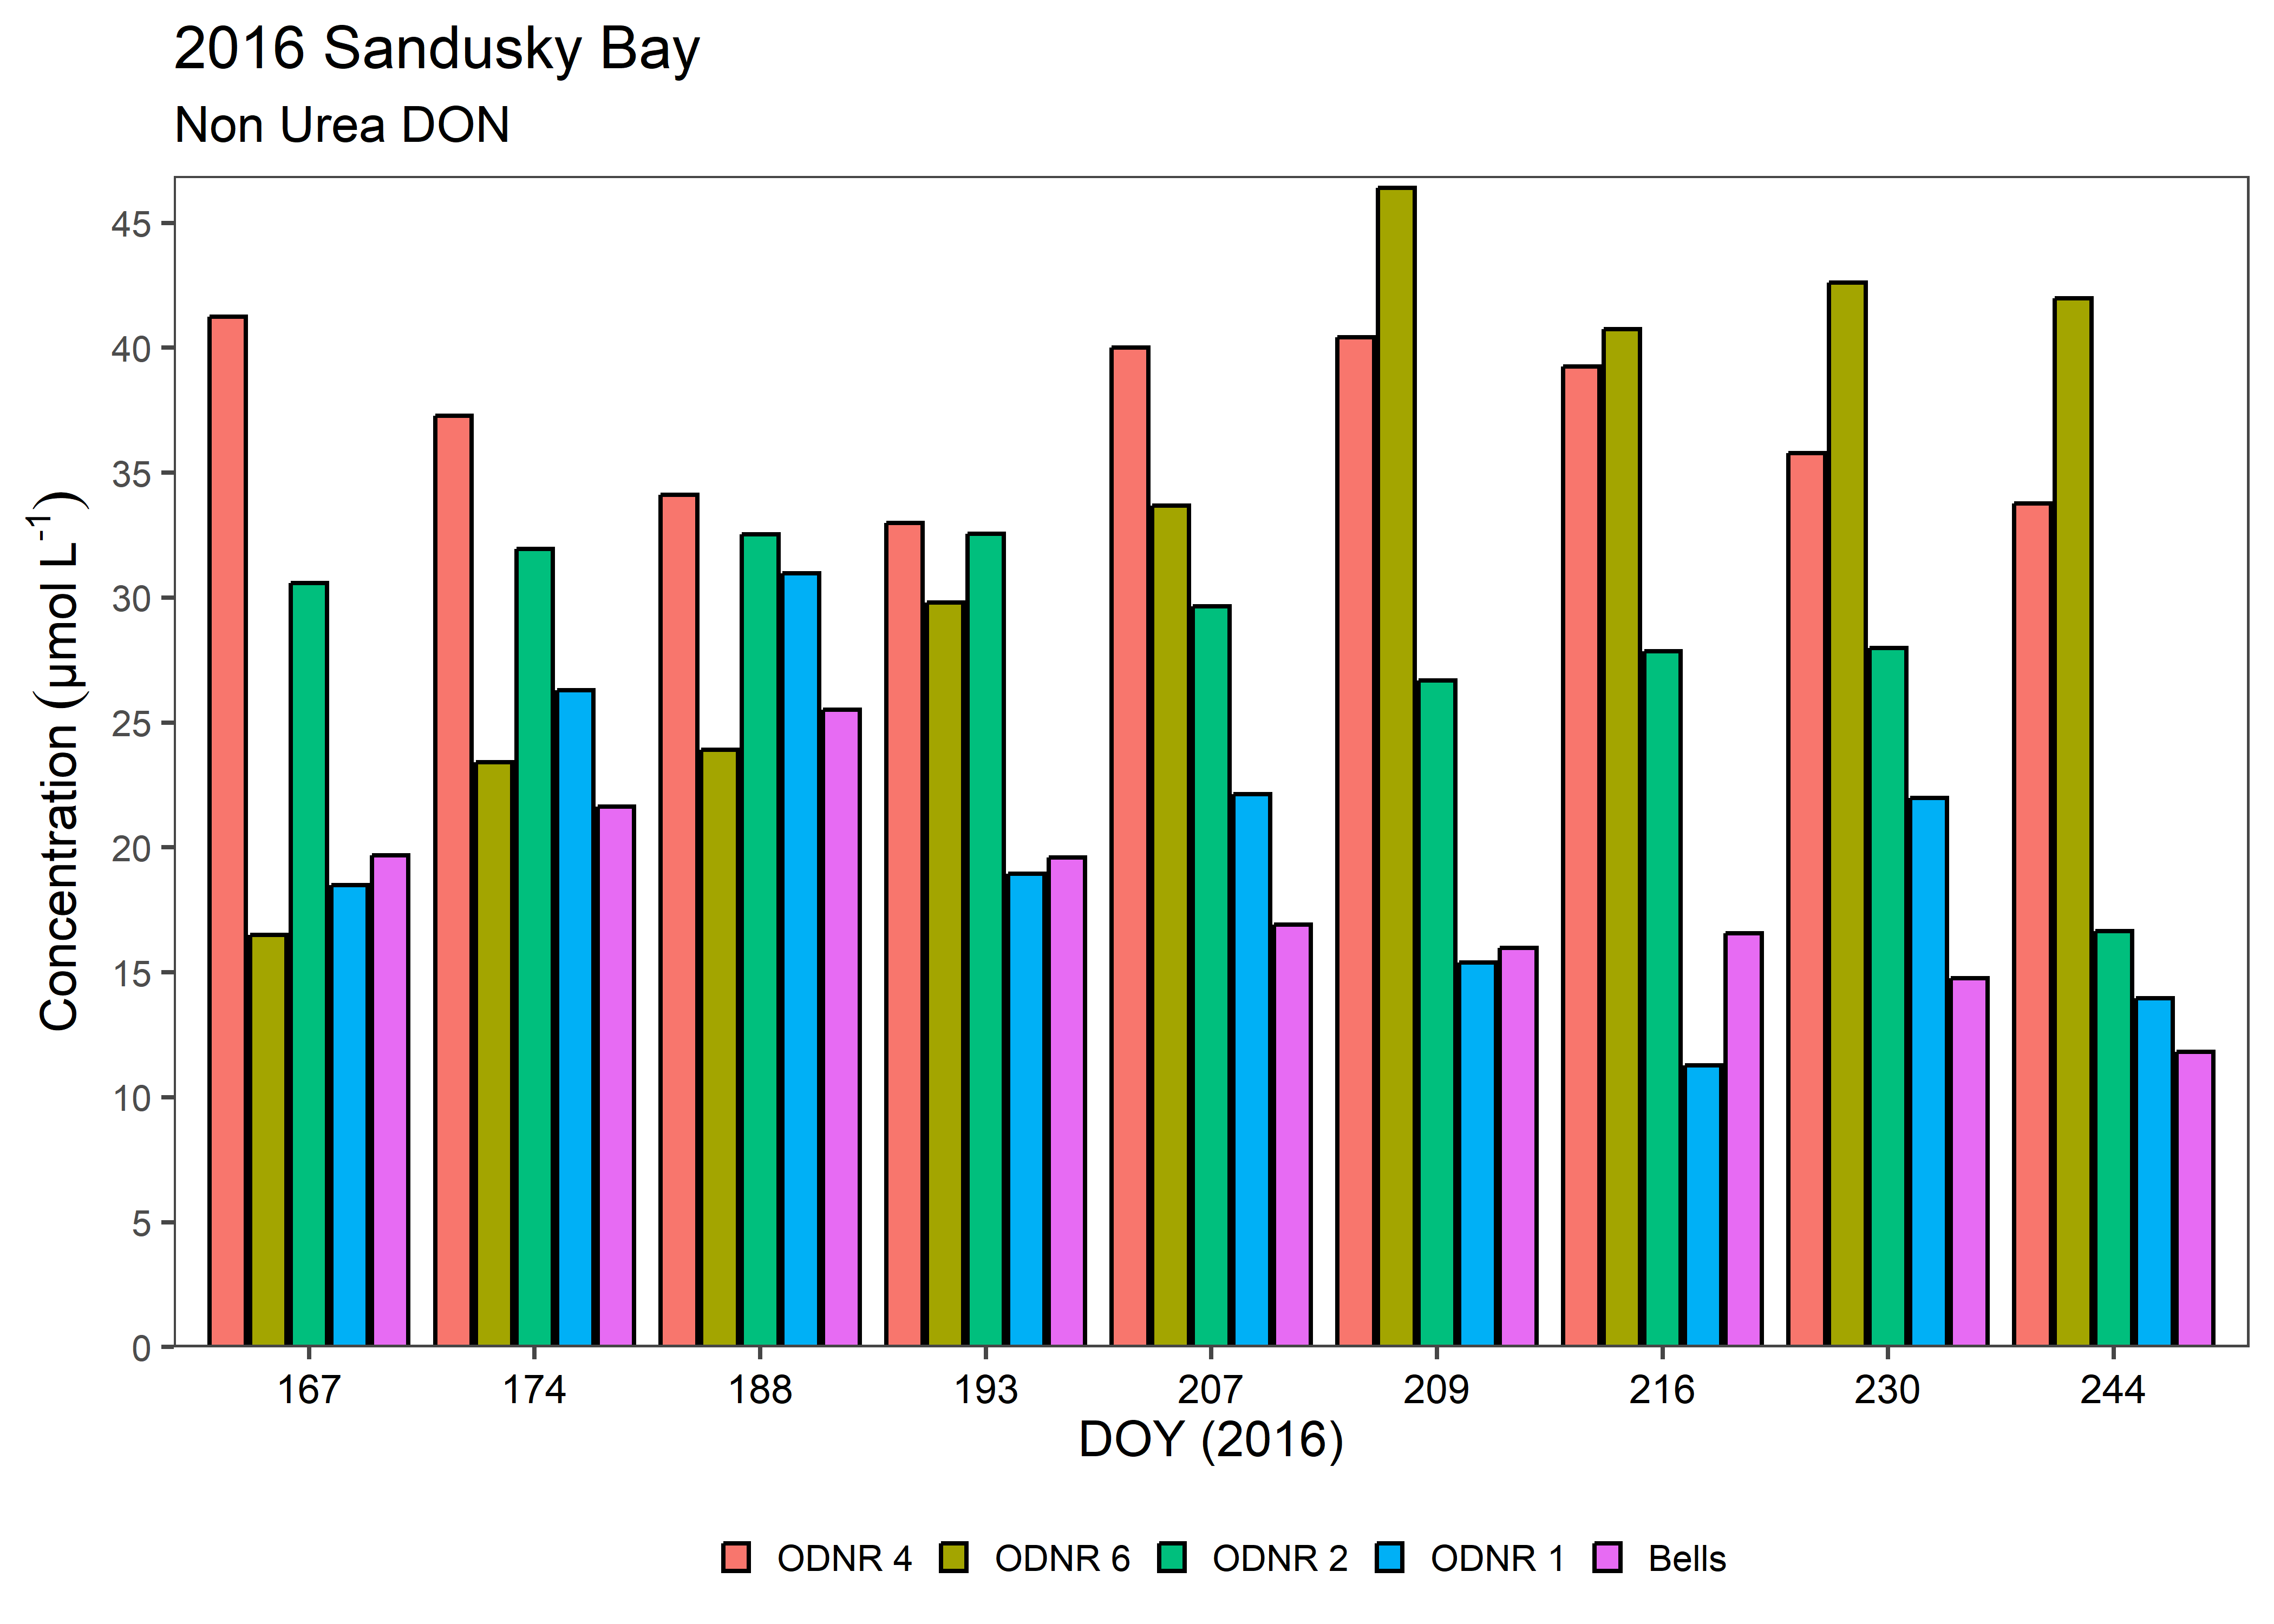 2016 Sandusky Bay
Non Urea DON
Concentration (µmol L⁻¹)
45
40
35
30
25
20
15
10
5
0
167 174 188 193 207 209 216 230 244
DOY (2016)
ODNR 4 ODNR 6 ODNR 2 ODNR 1 Bells